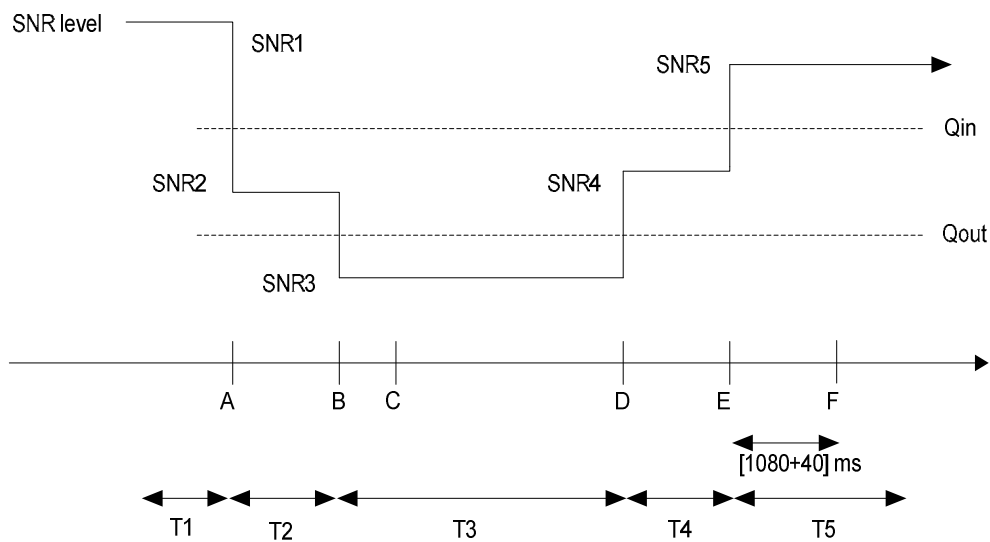 SNR level
SNR1
SNR5
Qin
SNR2
SNR4
Qout
SNR3
A B C D E F
[1080+40] ms
T1 T2 T3 T4 T5